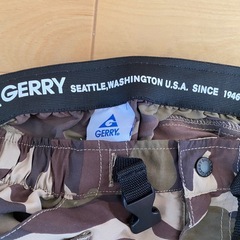 GERRY SEATTLE,WASHINGTON U.S.A. SINCE 1946
GERRY